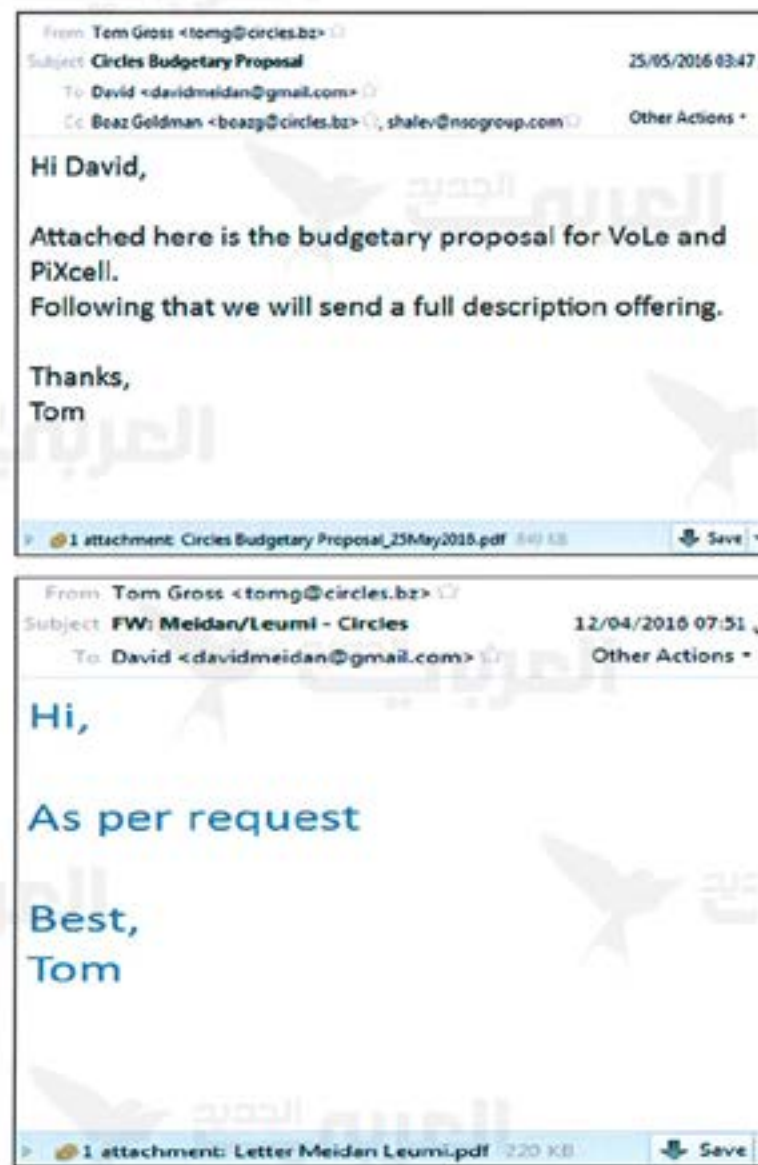 From Tom Gross <tomg@circles.bz>
Subject Circles Budgetary Proposal 25/05/2016 03:47
To David <davidmeidan@gmail.com>
Cc Boaz Goldman <boazg@circles.bz>, shalev@nsogroup.com Other Actions
Hi David,
Attached here is the budgetary proposal for VoLe and
PiXcell.
Following that we will send a full description offering.
Thanks,
Tom
1 attachment: Circles Budgetary Proposal_25May2016.pdf 840 KB Save
From Tom Gross <tomg@circles.bz>
Subject FW: Meidan/Leumi - Circles 12/04/2016 07:51
To David <davidmeidan@gmail.com> Other Actions
Hi,
As per request
Best,
Tom
1 attachment: Letter Meidan Leumi.pdf 220 KB Save
العربي الجديد